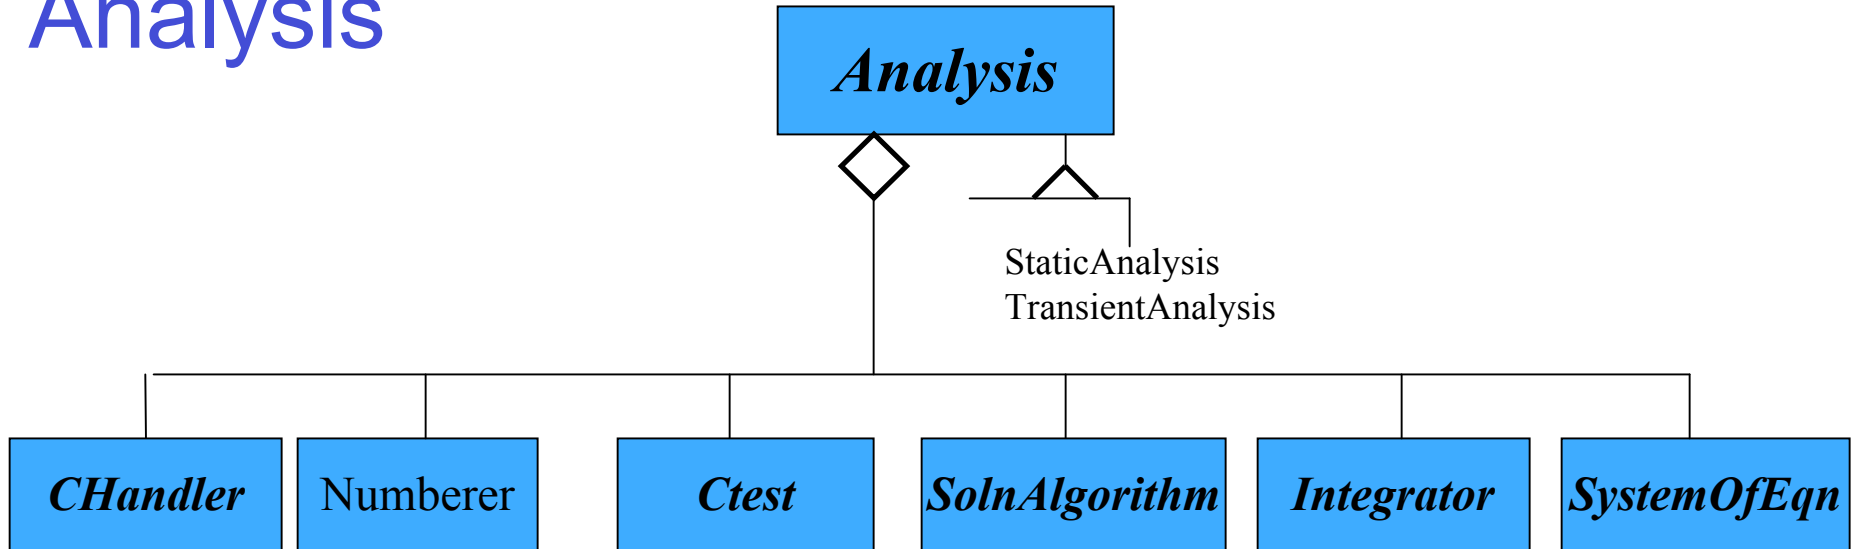 Analysis
Analysis
StaticAnalysis
TransientAnalysis
CHandler
Numberer
Ctest
SolnAlgorithm
Integrator
SystemOfEqn